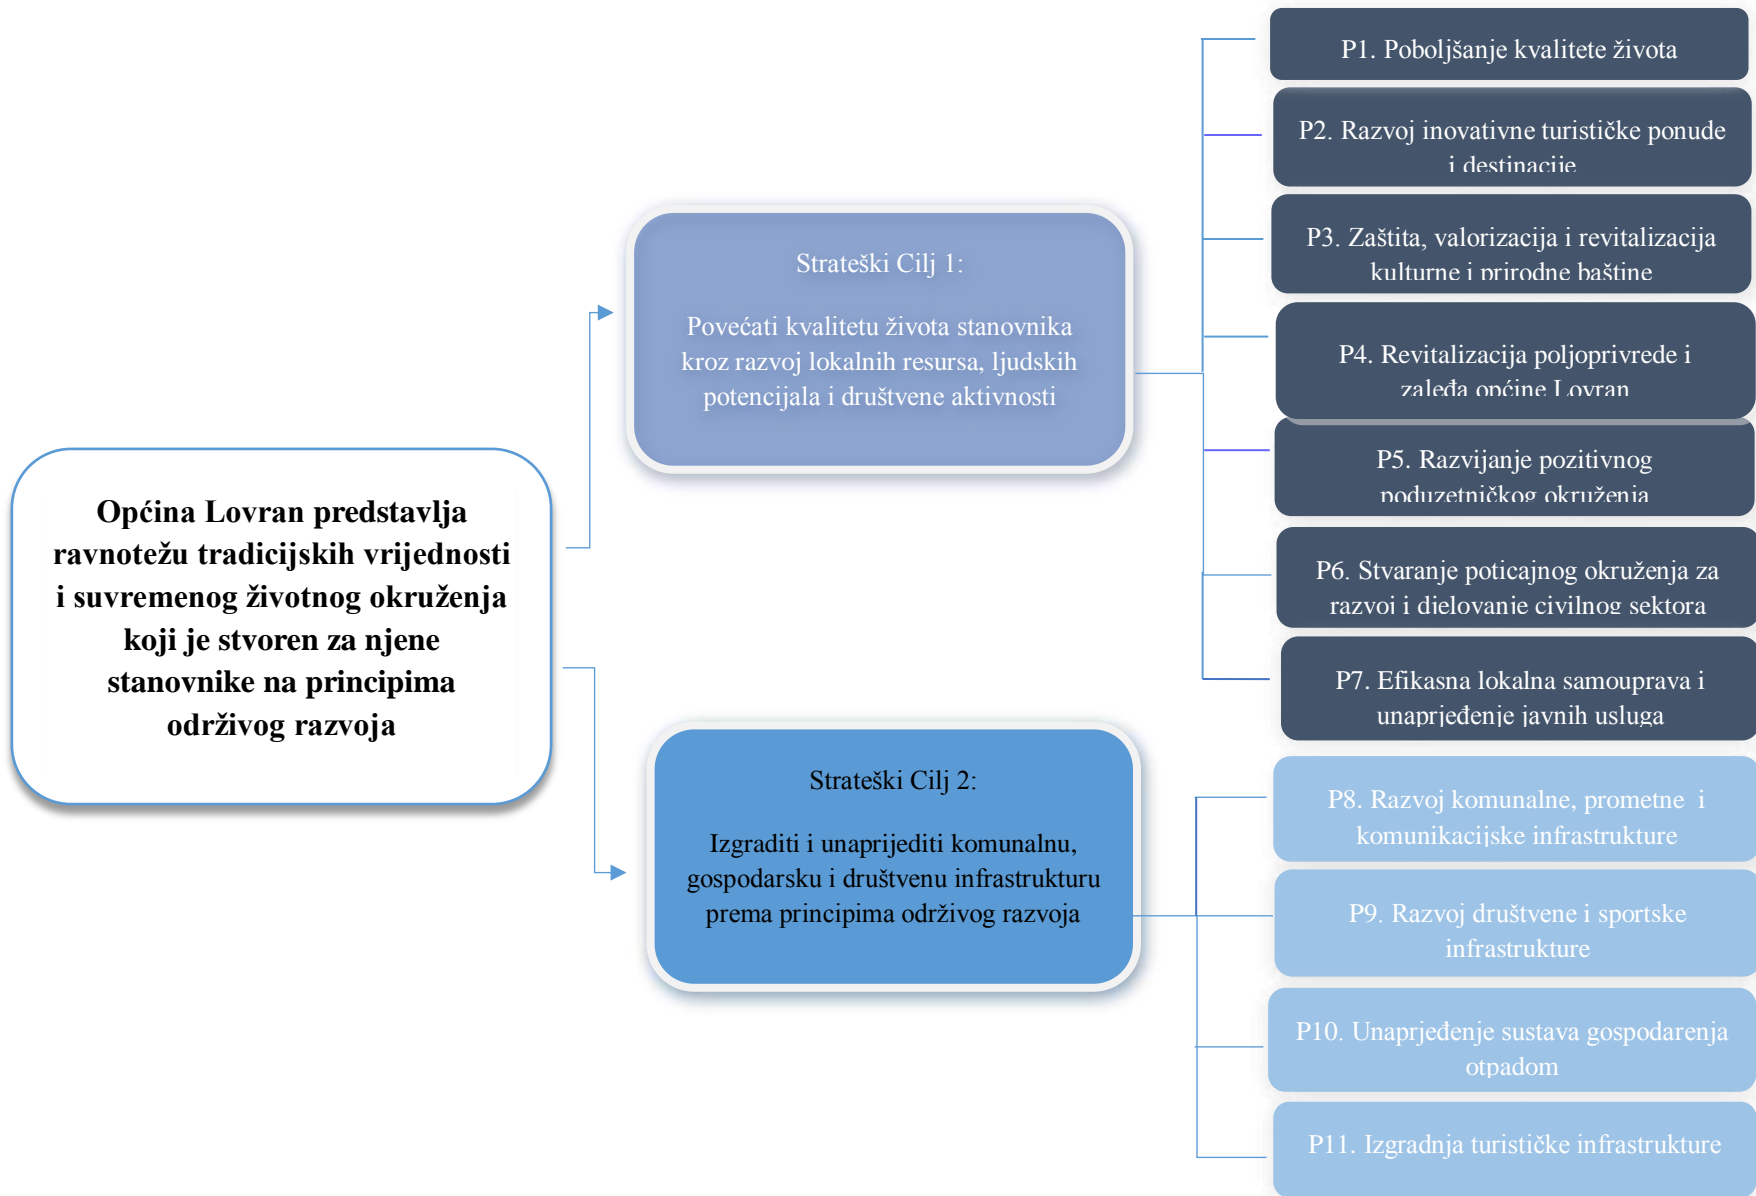 Općina Lovran predstavlja
ravnotežu tradicijskih vrijednosti
i suvremenog životnog okruženja
koji je stvoren za njene
stanovnike na principima
održivog razvoja
Strateški Cilj 1:
Povećati kvalitetu života stanovnika
kroz razvoj lokalnih resursa, ljudskih
potencijala i društvene aktivnosti
Strateški Cilj 2:
Izgraditi i unaprijediti komunalnu,
gospodarsku i društvenu infrastrukturu
prema principima održivog razvoja
P1. Poboljšanje kvalitete života
P2. Razvoj inovativne turističke ponude
i destinacije
P3. Zaštita, valorizacija i revitalizacija
kulturne i prirodne baštine
P4. Revitalizacija poljoprivrede i
zaleđa općine Lovran
P5. Razvijanje pozitivnog
poduzetničkog okruženja
P6. Stvaranje poticajnog okruženja za
razvoj i djelovanje civilnog sektora
P7. Efikasna lokalna samouprava i
unaprjeđenje javnih usluga
P8. Razvoj komunalne, prometne  i
komunikacijske infrastrukture
P9. Razvoj društvene i sportske
infrastrukture
P10. Unaprjeđenje sustava gospodarenja
otpadom
P11. Izgradnja turističke infrastrukture